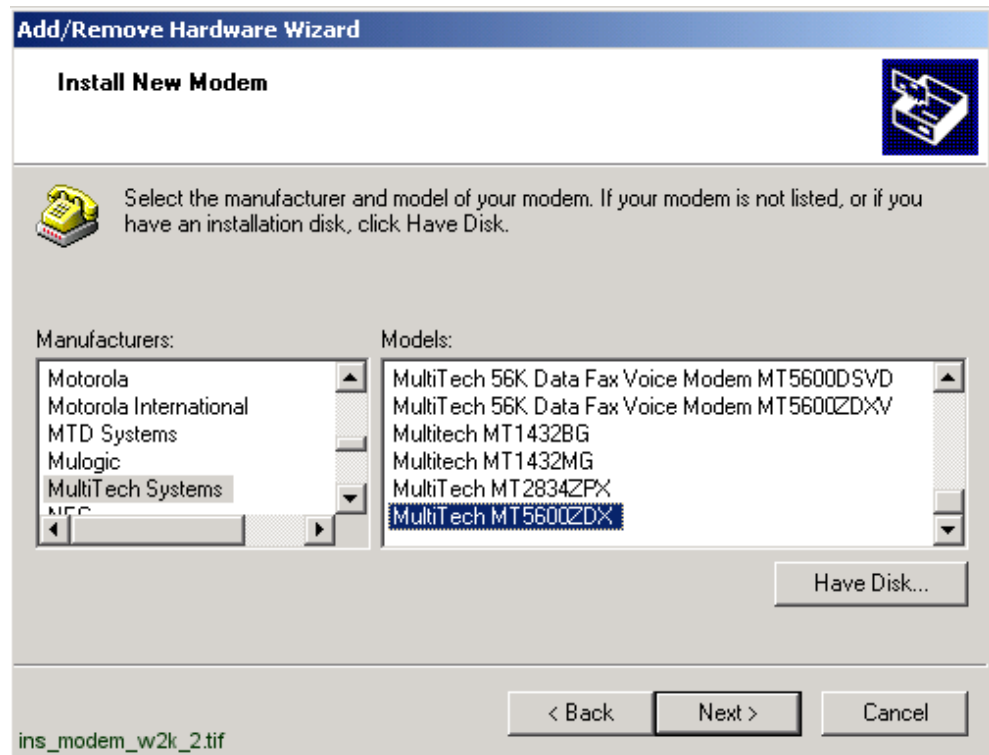 Add/Remove Hardware Wizard
Install New Modem
Select the manufacturer and model of your modem. If your modem is not listed, or if you
have an installation disk, click Have Disk.
Manufacturers:
Motorola
Motorola International
MTD Systems
Mulogic
MultiTech Systems
NEC
Models:
MultiTech 56K Data Fax Voice Modem MT5600DSVD
MultiTech 56K Data Fax Voice Modem MT5600ZDXV
Multitech MT1432BG
Multitech MT1432MG
MultiTech MT2834ZPX
MultiTech MT5600ZDX
Have Disk...
< Back
Next >
Cancel
ins_modem_w2k_2.tif